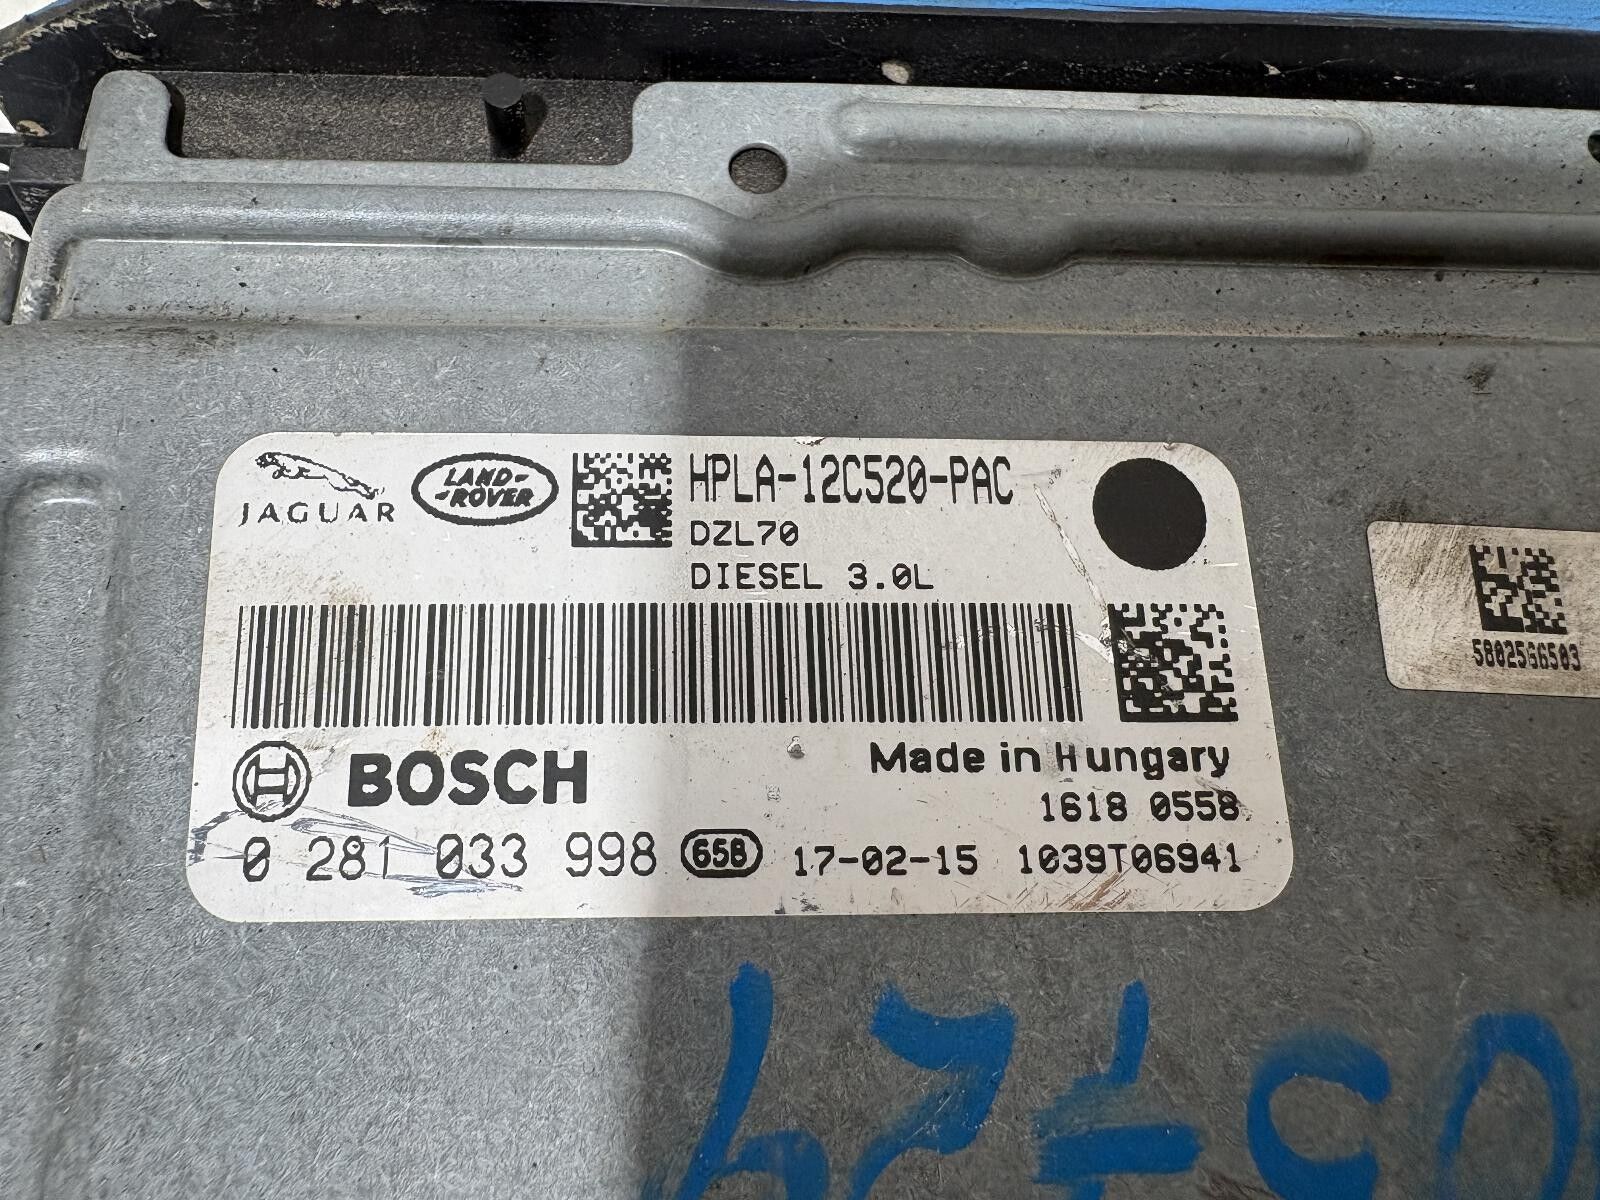 JAGUAR
LAND-
-ROVER
HPLA-12C520-PAC
DZL70
DIESEL 3.0L
BOSCH
Made in Hungary
1618 0558
0 281 033 998 658 17-02-15 1039T06941
5802566503